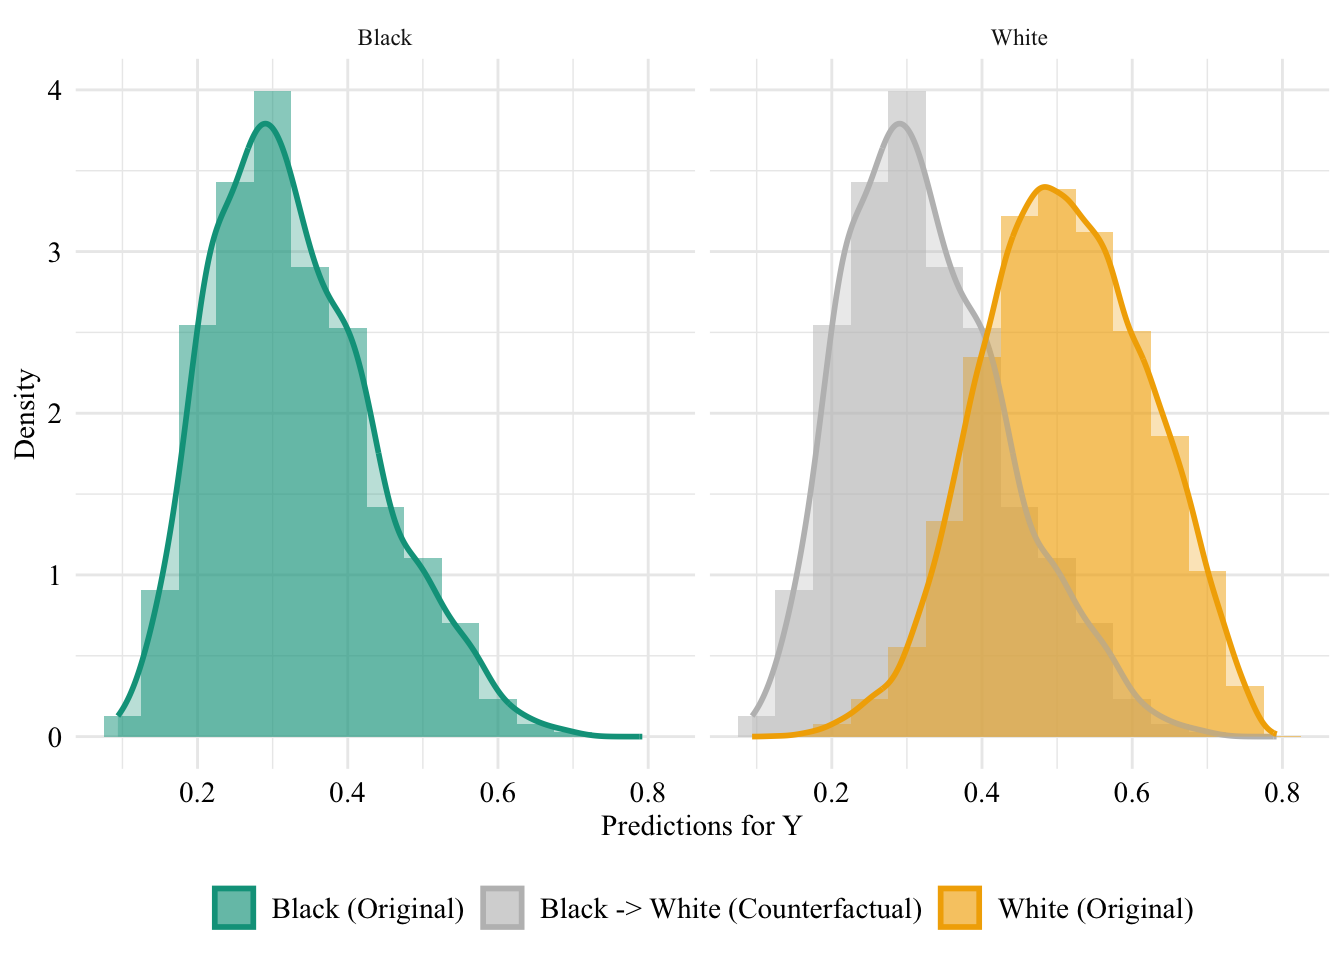 Black
White
4
3
2
1
0
Density
0.2 0.4 0.6 0.8
0.2 0.4 0.6 0.8
Predictions for Y
Black (Original)
Black -> White (Counterfactual)
White (Original)